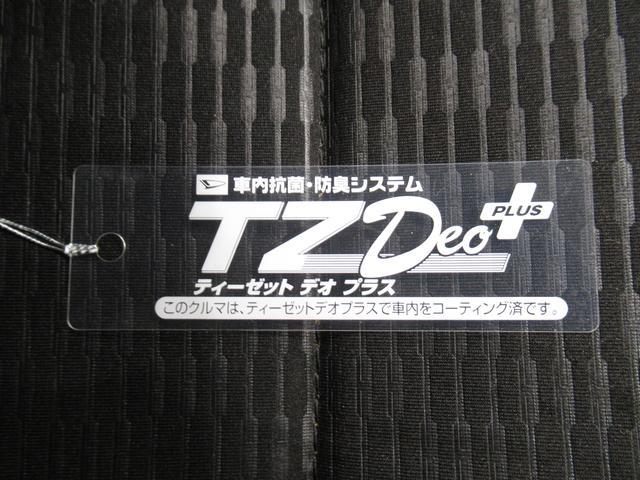 車内抗菌・防臭システム
TZ Deo PLUS
ティーゼット デオ プラス
このクルマは、ティーゼットデオプラスで車内をコーティング済です。